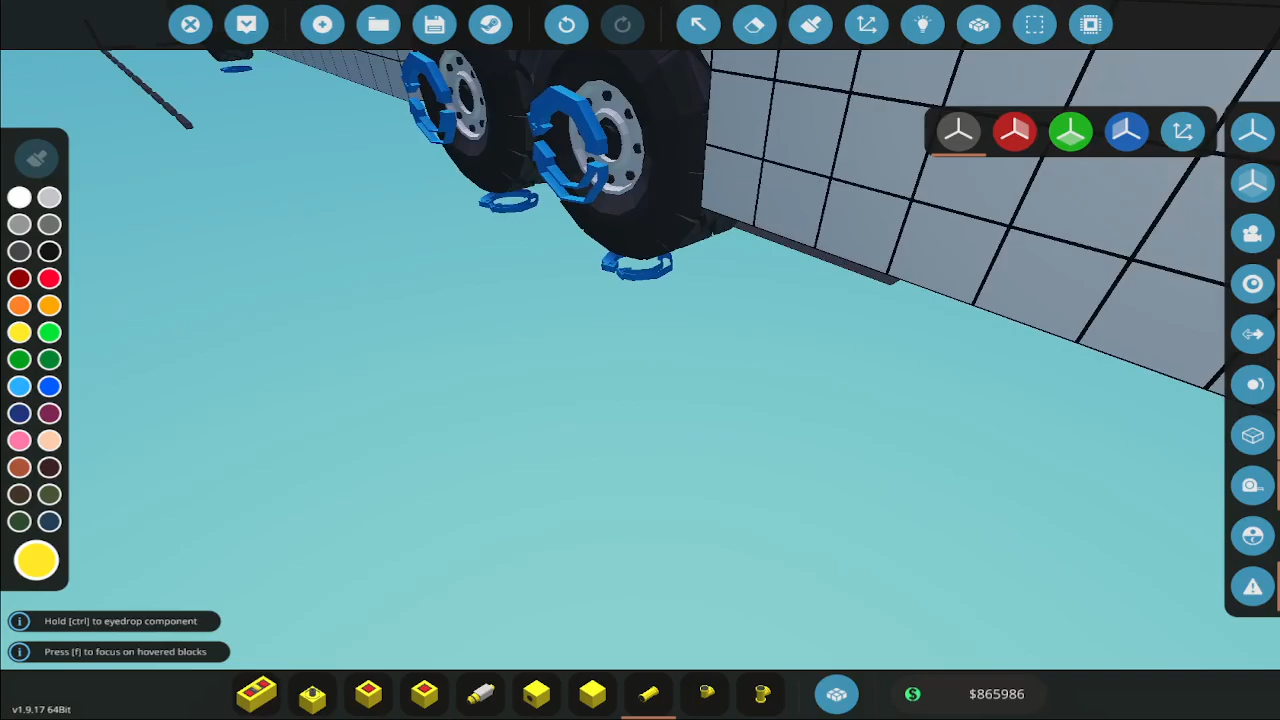 Hold [ctrl] to eyedrop component
Press [f] to focus on hovered blocks
v1.9.17 64Bit
$865986